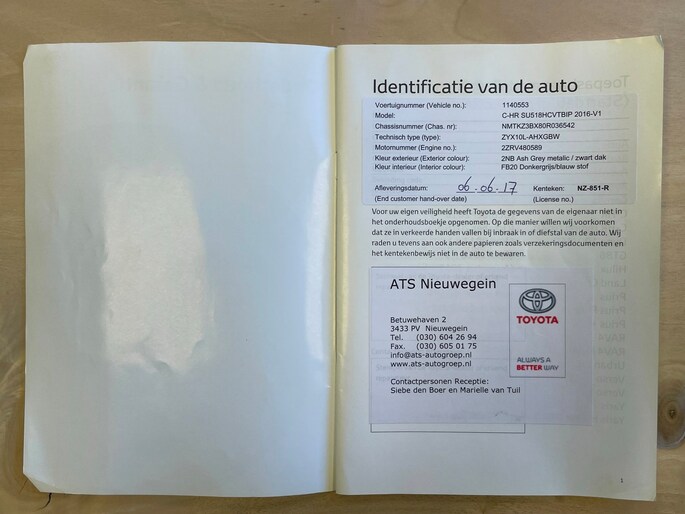 Identificatie van de auto
Voertuignummer (Vehicle no.): 1140553
Model: C-HR SU518HCVTBIP 2016-V1
Chassisnummer (Chas. nr): NMTKZ3BX80R036542
Technisch type (type): ZYX10L-AHXGBW
Motornummer (Engine no.): 2ZRV480589
Kleur exterieur (Exterior colour): 2NB Ash Grey metalic / zwart dak
Kleur interieur (Interior colour): FB20 Donkergrijs/blauw stof
Afleveringsdatum: 06-06-17 Kenteken: NZ-851-R
(End customer hand-over date) (License no.)
Voor uw eigen veiligheid heeft Toyota de gegevens van de eigenaar niet in
het onderhoudsboekje opgenomen. Op die manier willen wij voorkomen
dat ze in verkeerde handen vallen bij inbraak in of diefstal van de auto. Wij
raden u tevens aan ook andere papieren zoals verzekeringsdocumenten en
het kentekenbewijs niet in de auto te bewaren.
ATS Nieuwegein
Betuwehaven 2
3433 PV Nieuwegein
Tel. (030) 604 26 94
Fax. (030) 605 01 75
info@ats-autogroep.nl
www.ats-autogroep.nl
Contactpersonen Receptie:
Siebe den Boer en Marielle van Tuil
TOYOTA
ALWAYS A
BETTER WAY
1